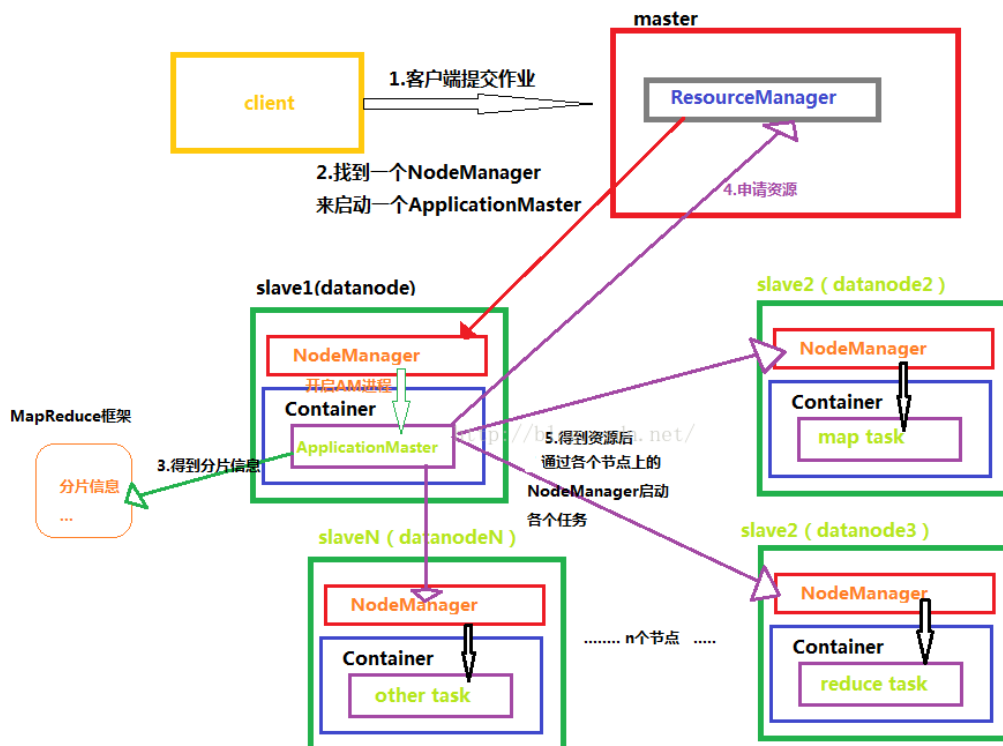 master
1.客户端提交作业
client
ResourceManager
2.找到一个NodeManager
来启动一个ApplicationMaster
4.申请资源
slave1(datanode)
slave2（datanode2）
NodeManager
NodeManager
开启AM进程
Container
Container
MapReduce框架
ApplicationMaster
map task
3.得到分片信息
5.得到资源后
通过各个节点上的
NodeManager启动
各个任务
分片信息
...
slaveN（datanodeN）
slave2（datanode3）
NodeManager
NodeManager
........ n个节点 .....
Container
Container
other task
reduce task